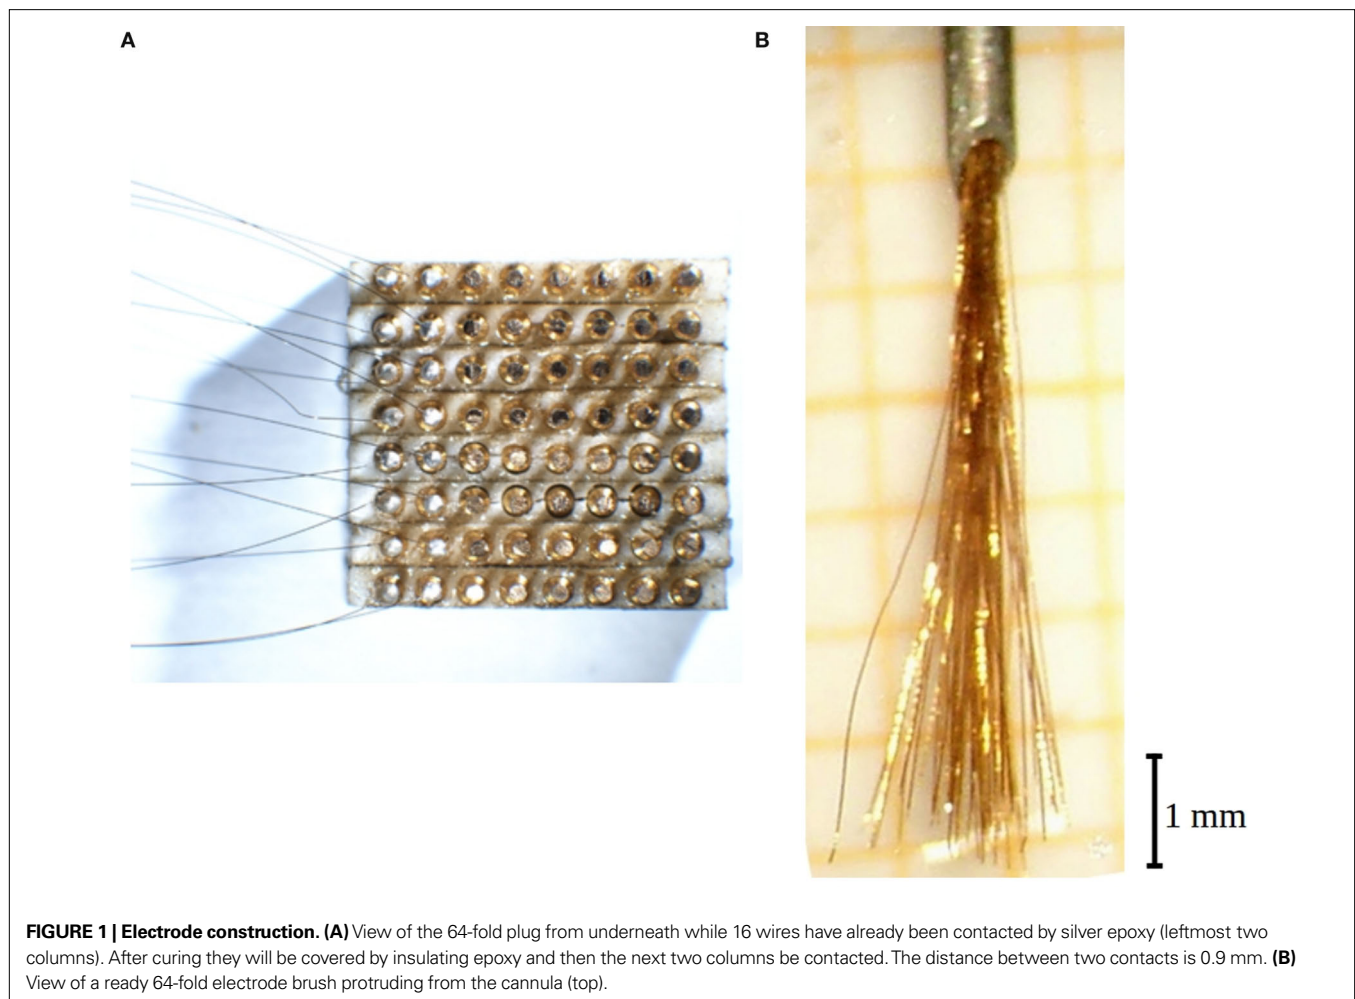 A
B
1 mm
FIGURE 1 | Electrode construction. (A) View of the 64-fold plug from underneath while 16 wires have already been contacted by silver epoxy (leftmost two
columns). After curing they will be covered by insulating epoxy and then the next two columns be contacted. The distance between two contacts is 0.9 mm. (B)
View of a ready 64-fold electrode brush protruding from the cannula (top).